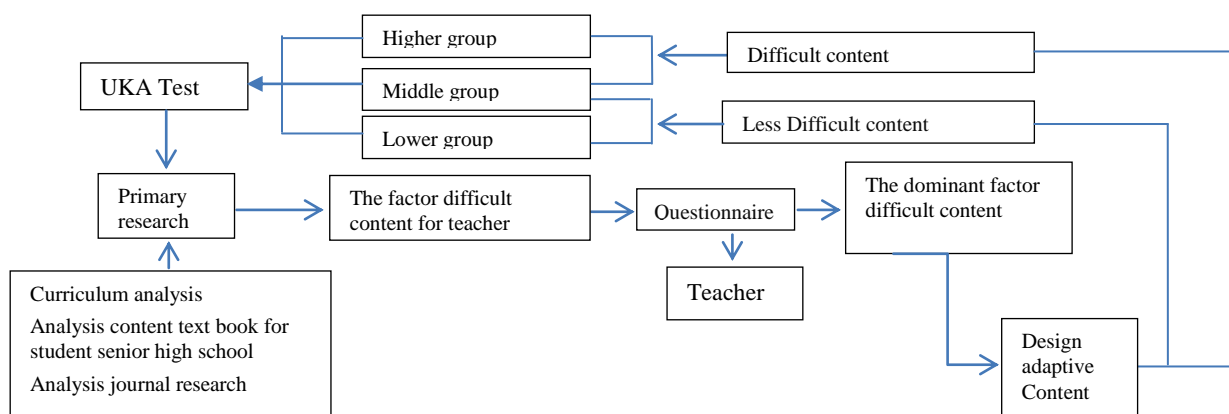 Higher group
Difficult content
UKA Test
Middle group
Less Difficult content
Lower group
Primary
research
The factor difficult
content for teacher
Ouestionnaire
The dominant factor
difficult content
Teacher
Curriculum analysis
Analysis content text book for
student senior high school
Analysis journal research
Design
adaptive
Content